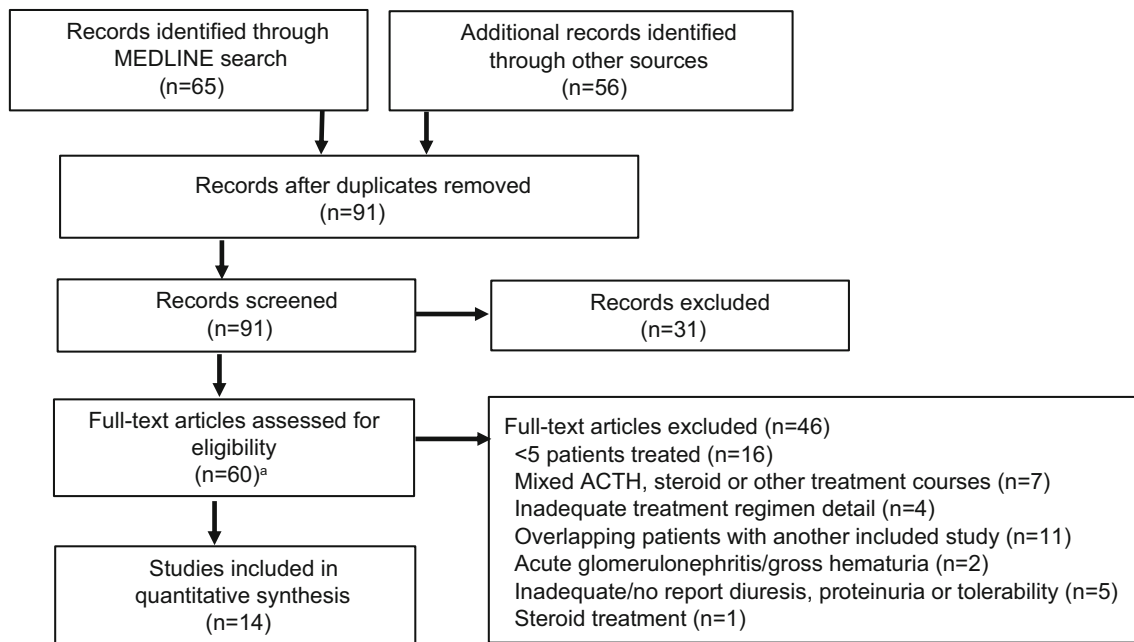 Records identified through
MEDLINE search
(n=65)
Additional records identified
through other sources
(n=56)
Records after duplicates removed
(n=91)
Records screened
(n=91)
Records excluded
(n=31)
Full-text articles assessed for
eligibility
(n=60)ᵃ
Full-text articles excluded (n=46)
<5 patients treated (n=16)
Mixed ACTH, steroid or other treatment courses (n=7)
Inadequate treatment regimen detail (n=4)
Overlapping patients with another included study (n=11)
Acute glomerulonephritis/gross hematuria (n=2)
Inadequate/no report diuresis, proteinuria or tolerability (n=5)
Steroid treatment (n=1)
Studies included in
quantitative synthesis
(n=14)